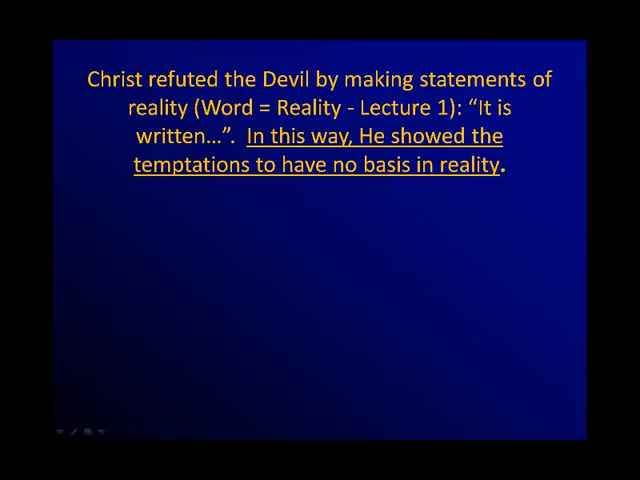 Christ refuted the Devil by making statements of
reality (Word = Reality - Lecture 1): “It is
written…”.  In this way, He showed the
temptations to have no basis in reality.